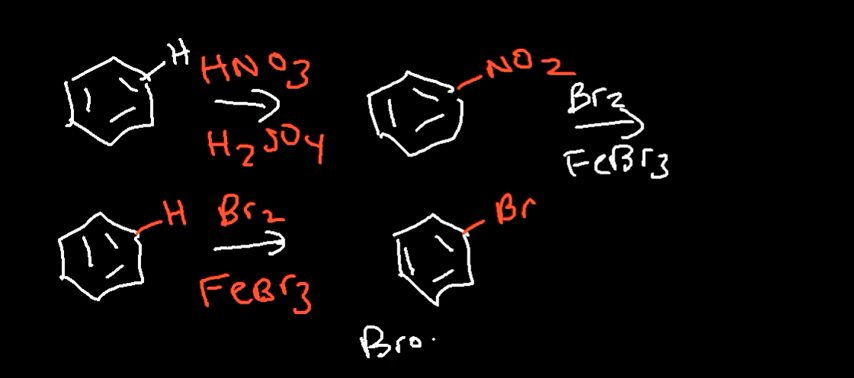 H HNO3 NO2
H2SO4 Br2
FeBr3
H Br2 Br
FeBr3
Bro.